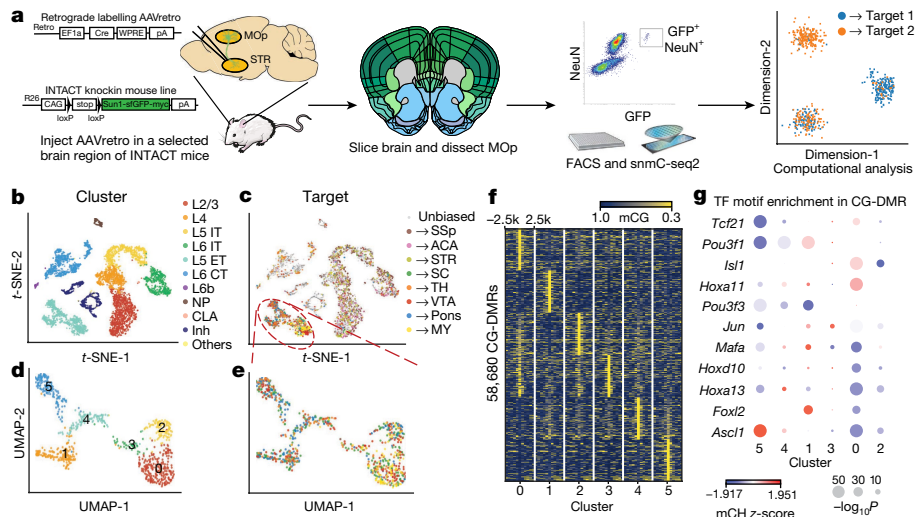 a
Retrograde labelling AAVretro
Retro
EF1a
Cre
WPRE
pA
MOp
STR
INTACT knockin mouse line
R26
CAG
stop
Sun1-sfGFP-myc
pA
loxP
loxP
Inject AAVretro in a selected
brain region of INTACT mice
Slice brain and dissect MOp
NeuN
GFP+
NeuN+
GFP
FACS and snmC-seq2
→ Target 1
→ Target 2
Dimension-2
Dimension-1
Computational analysis
b
Cluster
t-SNE-2
t-SNE-1
L2/3
L4
L5 IT
L6 IT
L5 ET
L6 CT
L6b
NP
CLA
Inh
Others
c
Target
t-SNE-1
Unbiased
→ SSp
→ ACA
→ STR
→ SC
→ TH
→ VTA
→ Pons
→ MY
d
UMAP-2
UMAP-1
5
4
2
3
1
0
e
UMAP-1
f
−2.5k 2.5k
1.0 0.3
mCG
58,680 CG-DMRs
0 1 2 3 4 5
Cluster
g
TF motif enrichment in CG-DMR
Tcf21
Pou3f1
Isl1
Hoxa11
Pou3f3
Jun
Mafa
Hoxd10
Hoxa13
Foxl2
Ascl1
5 4 1 3 0 2
Cluster
−1.917 1.951
mCH z-score
50 30 10
−log10P